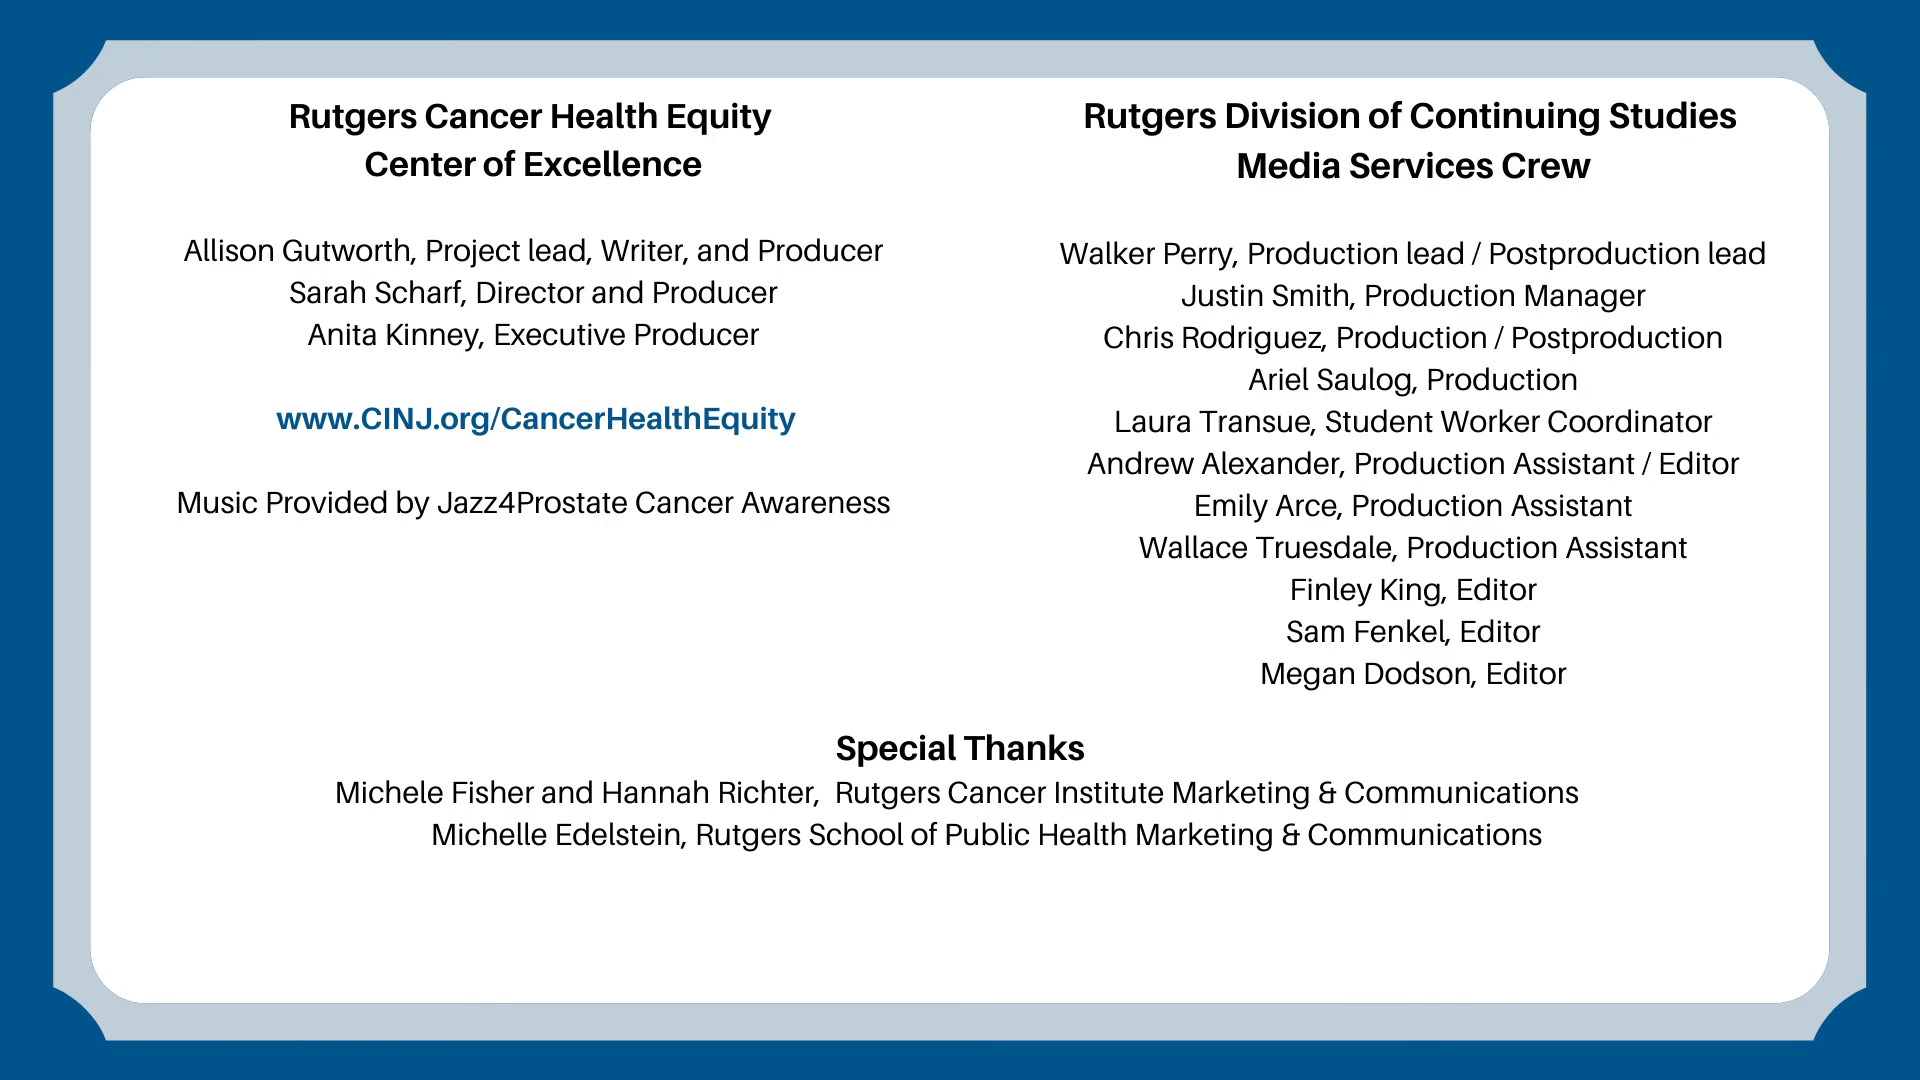 Rutgers Cancer Health Equity
Center of Excellence
Allison Gutworth, Project lead, Writer, and Producer
Sarah Scharf, Director and Producer
Anita Kinney, Executive Producer
www.CINJ.org/CancerHealthEquity
Music Provided by Jazz4Prostate Cancer Awareness
Rutgers Division of Continuing Studies
Media Services Crew
Walker Perry, Production lead / Postproduction lead
Justin Smith, Production Manager
Chris Rodriguez, Production / Postproduction
Ariel Saulog, Production
Laura Transue, Student Worker Coordinator
Andrew Alexander, Production Assistant / Editor
Emily Arce, Production Assistant
Wallace Truesdale, Production Assistant
Finley King, Editor
Sam Fenkel, Editor
Megan Dodson, Editor
Special Thanks
Michele Fisher and Hannah Richter, Rutgers Cancer Institute Marketing & Communications
Michelle Edelstein, Rutgers School of Public Health Marketing & Communications